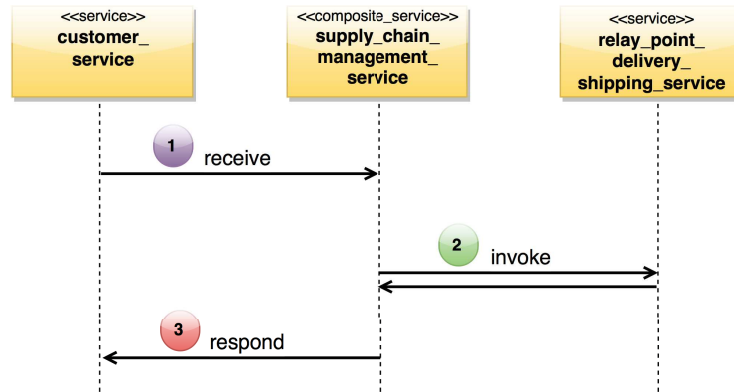 <<service>>
customer_
service
<<composite_service>>
supply_chain_
management_
service
<<service>>
relay_point_
delivery_
shipping_service
1
receive
2
invoke
3
respond